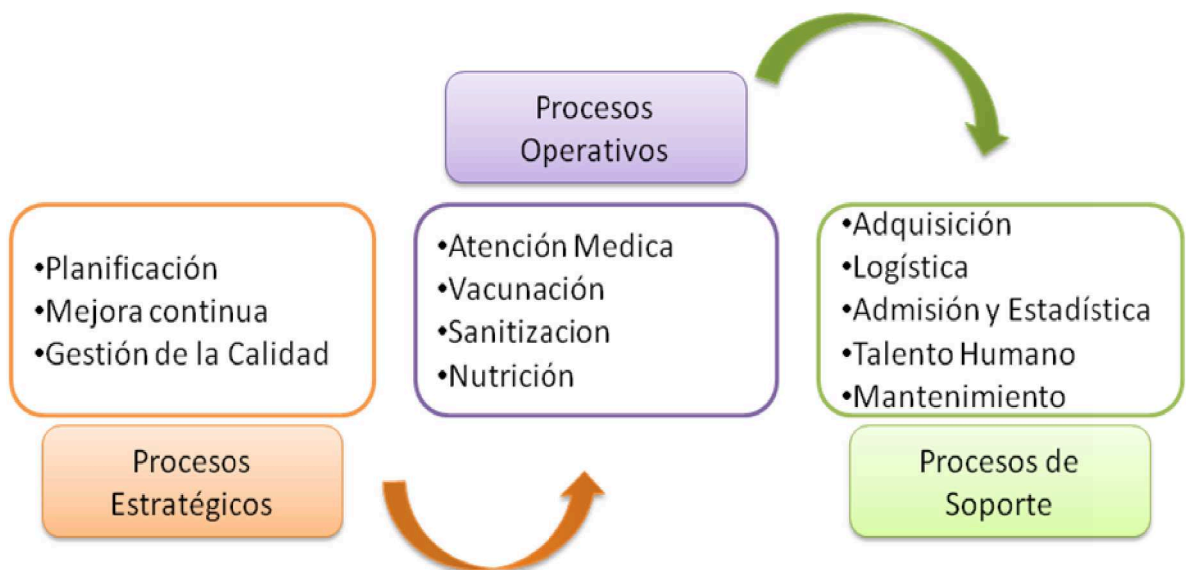 •Planificación
•Mejora continua
•Gestión de la Calidad
Procesos
Estratégicos
Procesos
Operativos
•Atención Medica
•Vacunación
•Sanitizacion
•Nutrición
•Adquisición
•Logística
•Admisión y Estadística
•Talento Humano
•Mantenimiento
Procesos de
Soporte